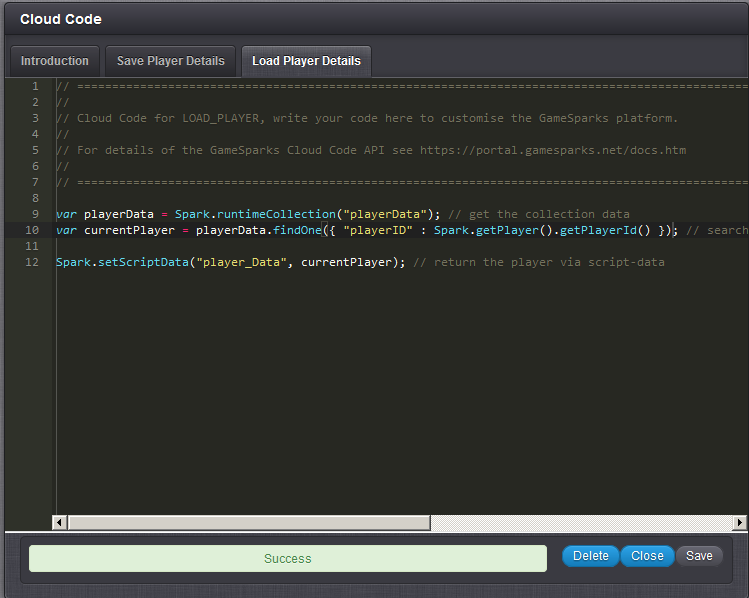 Cloud Code
Introduction Save Player Details Load Player Details
1 // ================================================================================================
2 //
3 // Cloud Code for LOAD_PLAYER, write your code here to customise the GameSparks platform.
4 //
5 // For details of the GameSparks Cloud Code API see https://portal.gamesparks.net/docs.htm
6 //
7 // ================================================================================================
8
9 var playerData = Spark.runtimeCollection("playerData"); // get the collection data
10 var currentPlayer = playerData.findOne({ "playerID" : Spark.getPlayer().getPlayerId() }); // search
11
12 Spark.setScriptData("player_Data", currentPlayer); // return the player via script-data
Success Delete Close Save